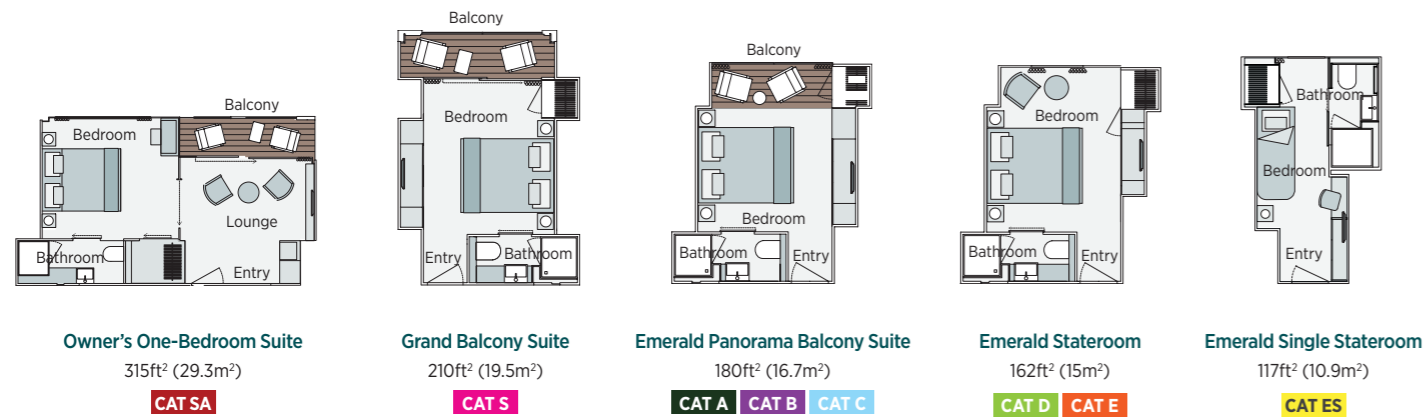 Balcony
Bedroom
Lounge
Bathroom
Entry
Owner's One-Bedroom Suite
315ft² (29.3m²)
CAT SA
Balcony
Bedroom
Entry
Bathroom
Grand Balcony Suite
210ft² (19.5m²)
CAT S
Balcony
Bedroom
Bathroom
Entry
Emerald Panorama Balcony Suite
180ft² (16.7m²)
CAT A CAT B CAT C
Bedroom
Bathroom
Entry
Emerald Stateroom
162ft² (15m²)
CAT D CAT E
Bathroom
Bedroom
Entry
Emerald Single Stateroom
117ft² (10.9m²)
CAT ES